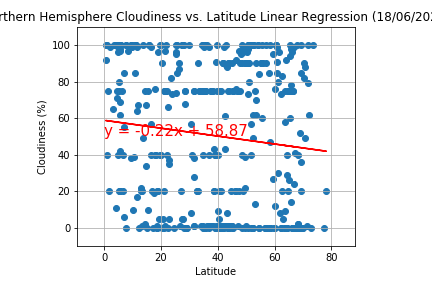 rthern Hemisphere Cloudiness vs. Latitude Linear Regression (18/06/202
100
80
60
40
20
0
Cloudiness (%)
y = -0.22x + 58.87
0 20 40 60 80
Latitude